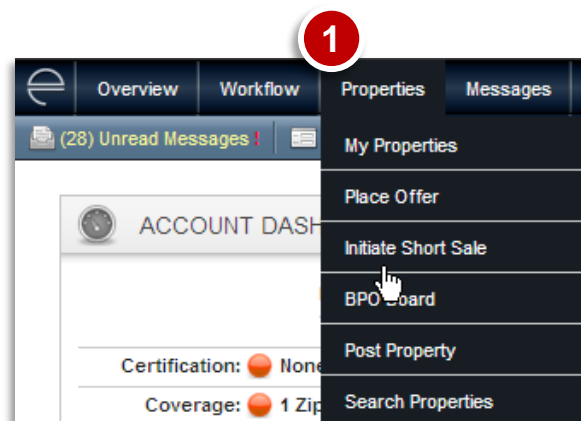 1
Overview Workflow Properties Messages
(28) Unread Messages !
My Properties
Place Offer
ACCOUNT DASH
Initiate Short Sale
BPO Board
Post Property
Certification: None
Search Properties
Coverage: 1 Zip